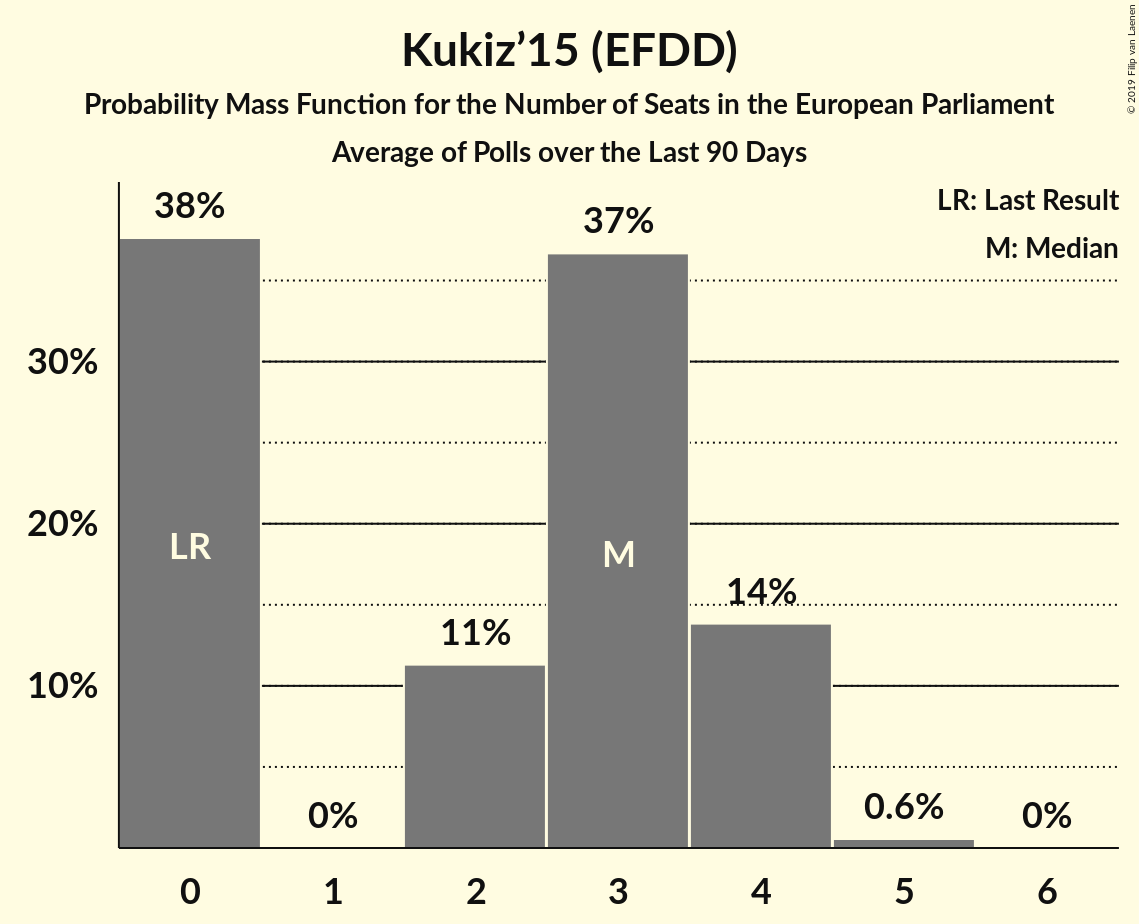 Kukiz’15 (EFDD)
Probability Mass Function for the Number of Seats in the European Parliament
Average of Polls over the Last 90 Days
© 2019 Filip van Laenen
LR: Last Result
M: Median
38%
37%
30%
20%
10%
LR
M
14%
11%
0%
0.6%
0%
0 1 2 3 4 5 6